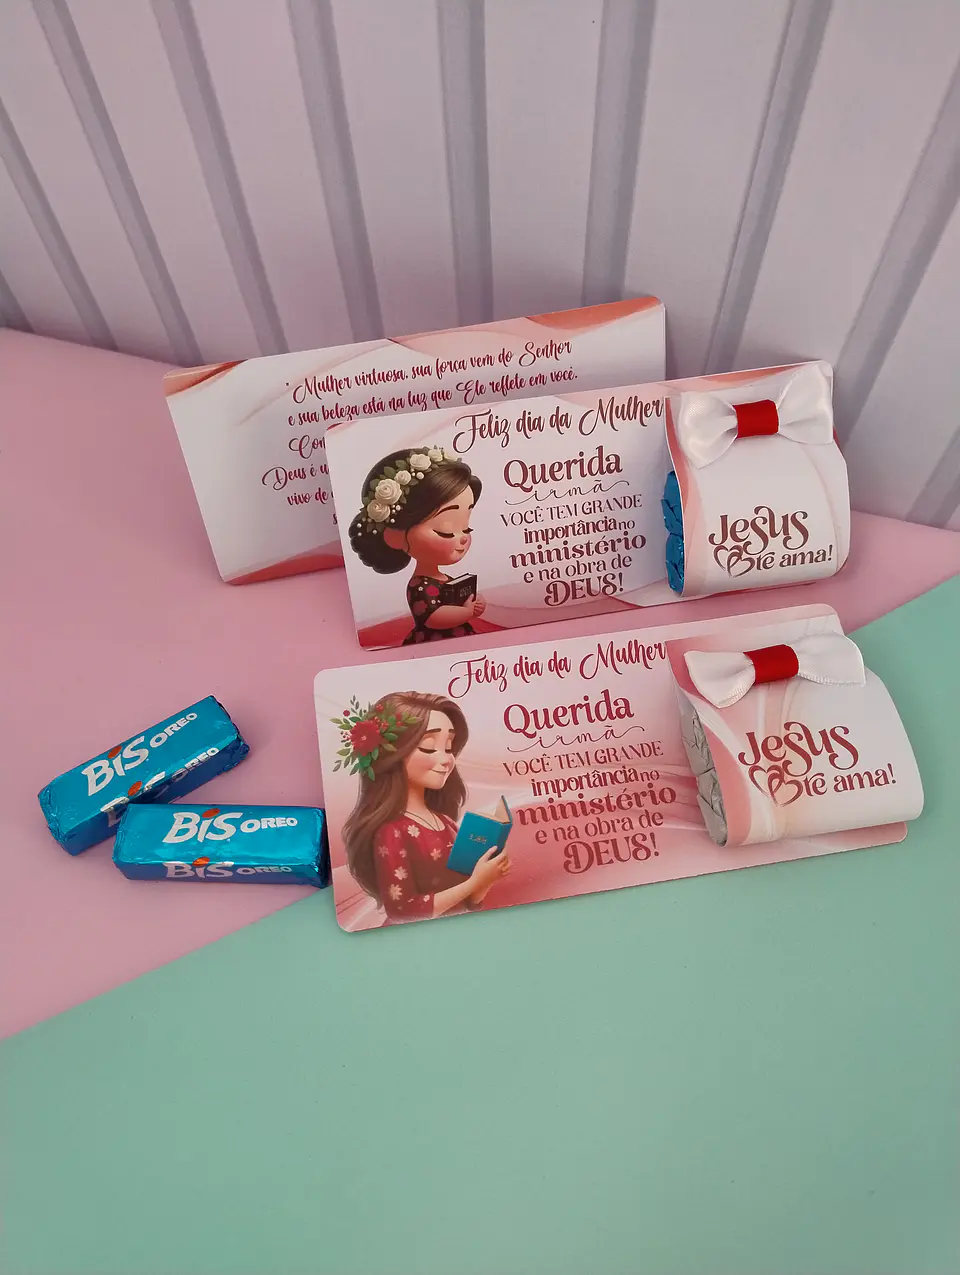 "Mulher virtuosa, sua força vem do Senhor
e sua beleza está na luz que Ele reflete em você.
Deus é
vivo de
Feliz dia da Mulher
Querida
irmã
VOCÊ TEM GRANDE
importância no
ministério
e na obra de
DEUS!
Jesus
te ama!
Feliz dia da Mulher
Querida
irmã
VOCÊ TEM GRANDE
importância no
ministério
e na obra de
DEUS!
Jesus
te ama!
BIS OREO
BIS OREO
BIS OREO
BIS OREO